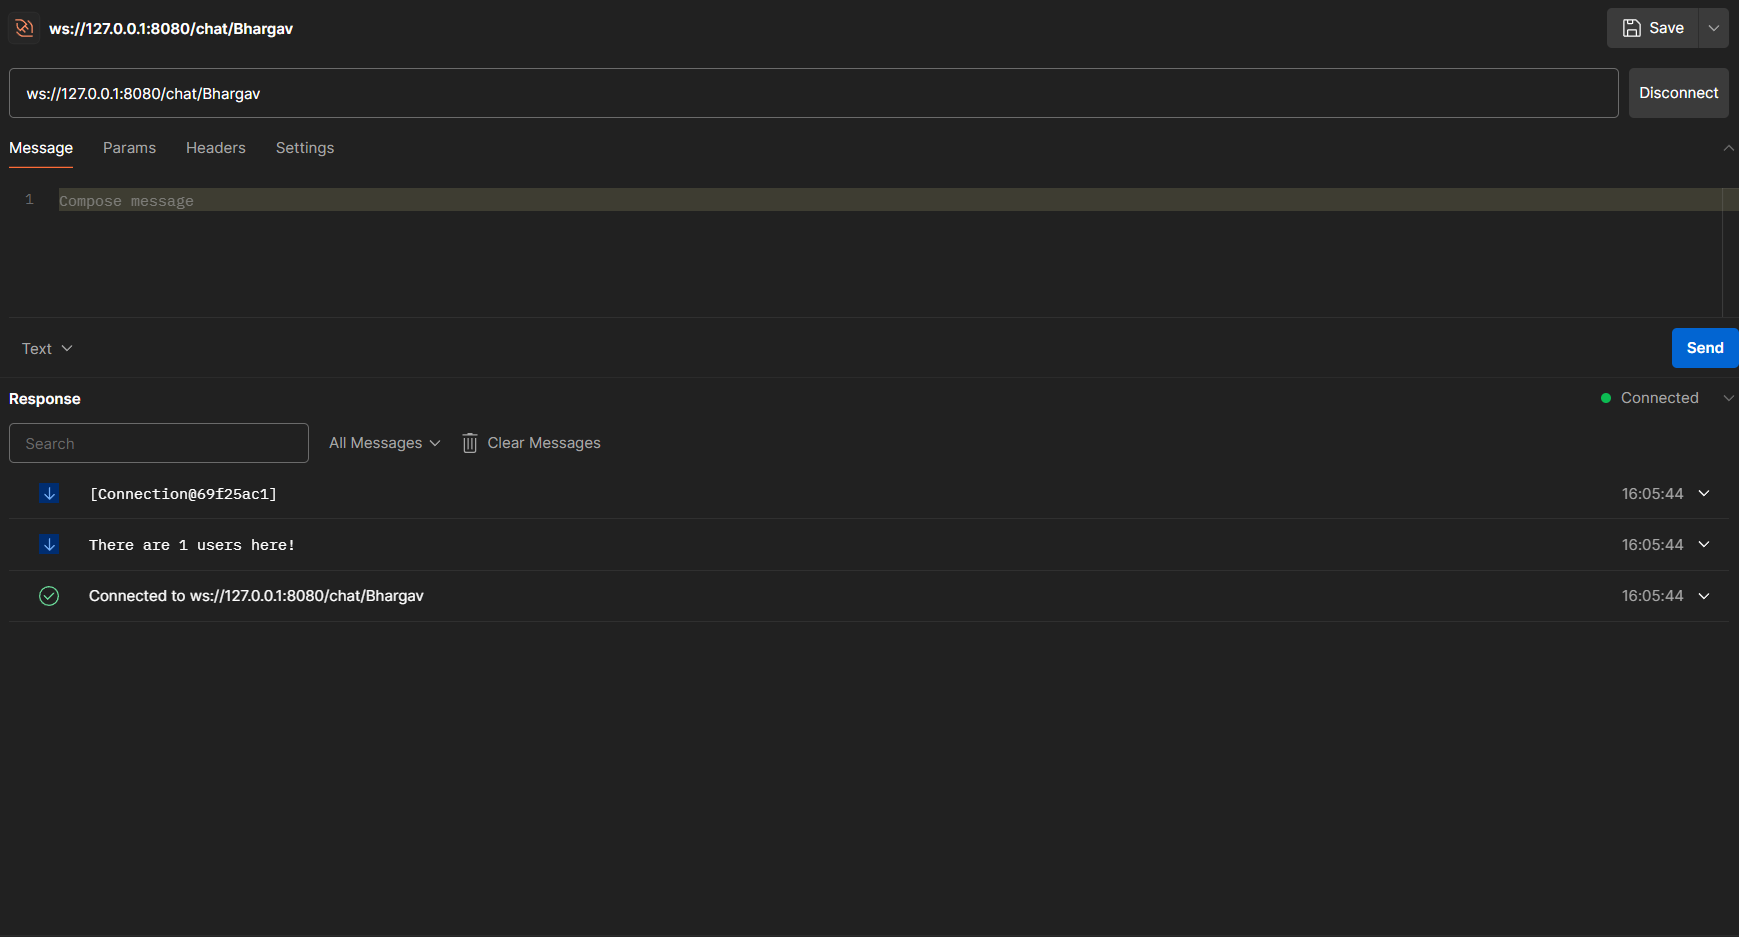 ws://127.0.0.1:8080/chat/Bhargav
Save
ws://127.0.0.1:8080/chat/Bhargav
Disconnect
Message Params Headers Settings
1 Compose message
Text
Send
Response
Connected
Search
All Messages
Clear Messages
[Connection@69f25ac1] 16:05:44
There are 1 users here! 16:05:44
Connected to ws://127.0.0.1:8080/chat/Bhargav 16:05:44